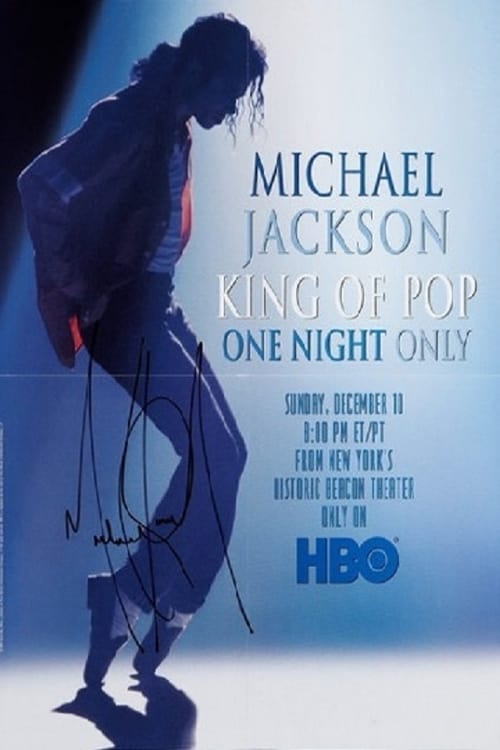 MICHAEL
JACKSON
KING OF POP
ONE NIGHT ONLY
SUNDAY, DECEMBER 10
8:00 PM ET/PT
FROM NEW YORK'S
HISTORIC BEACON THEATER
ONLY ON
HBO®